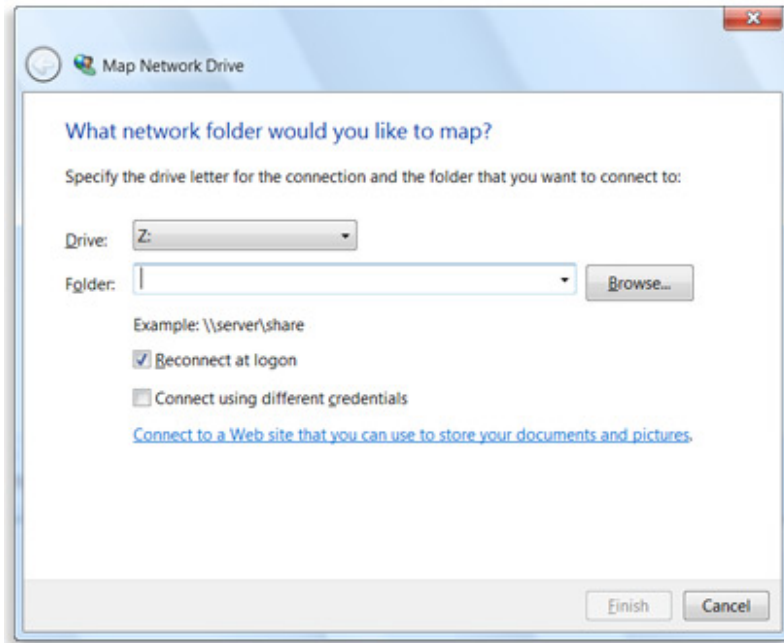 Map Network Drive
What network folder would you like to map?
Specify the drive letter for the connection and the folder that you want to connect to:
Drive: Z:
Folder: Browse...
Example: \\server\share
Reconnect at logon
Connect using different credentials
Connect to a Web site that you can use to store your documents and pictures.
Finish Cancel